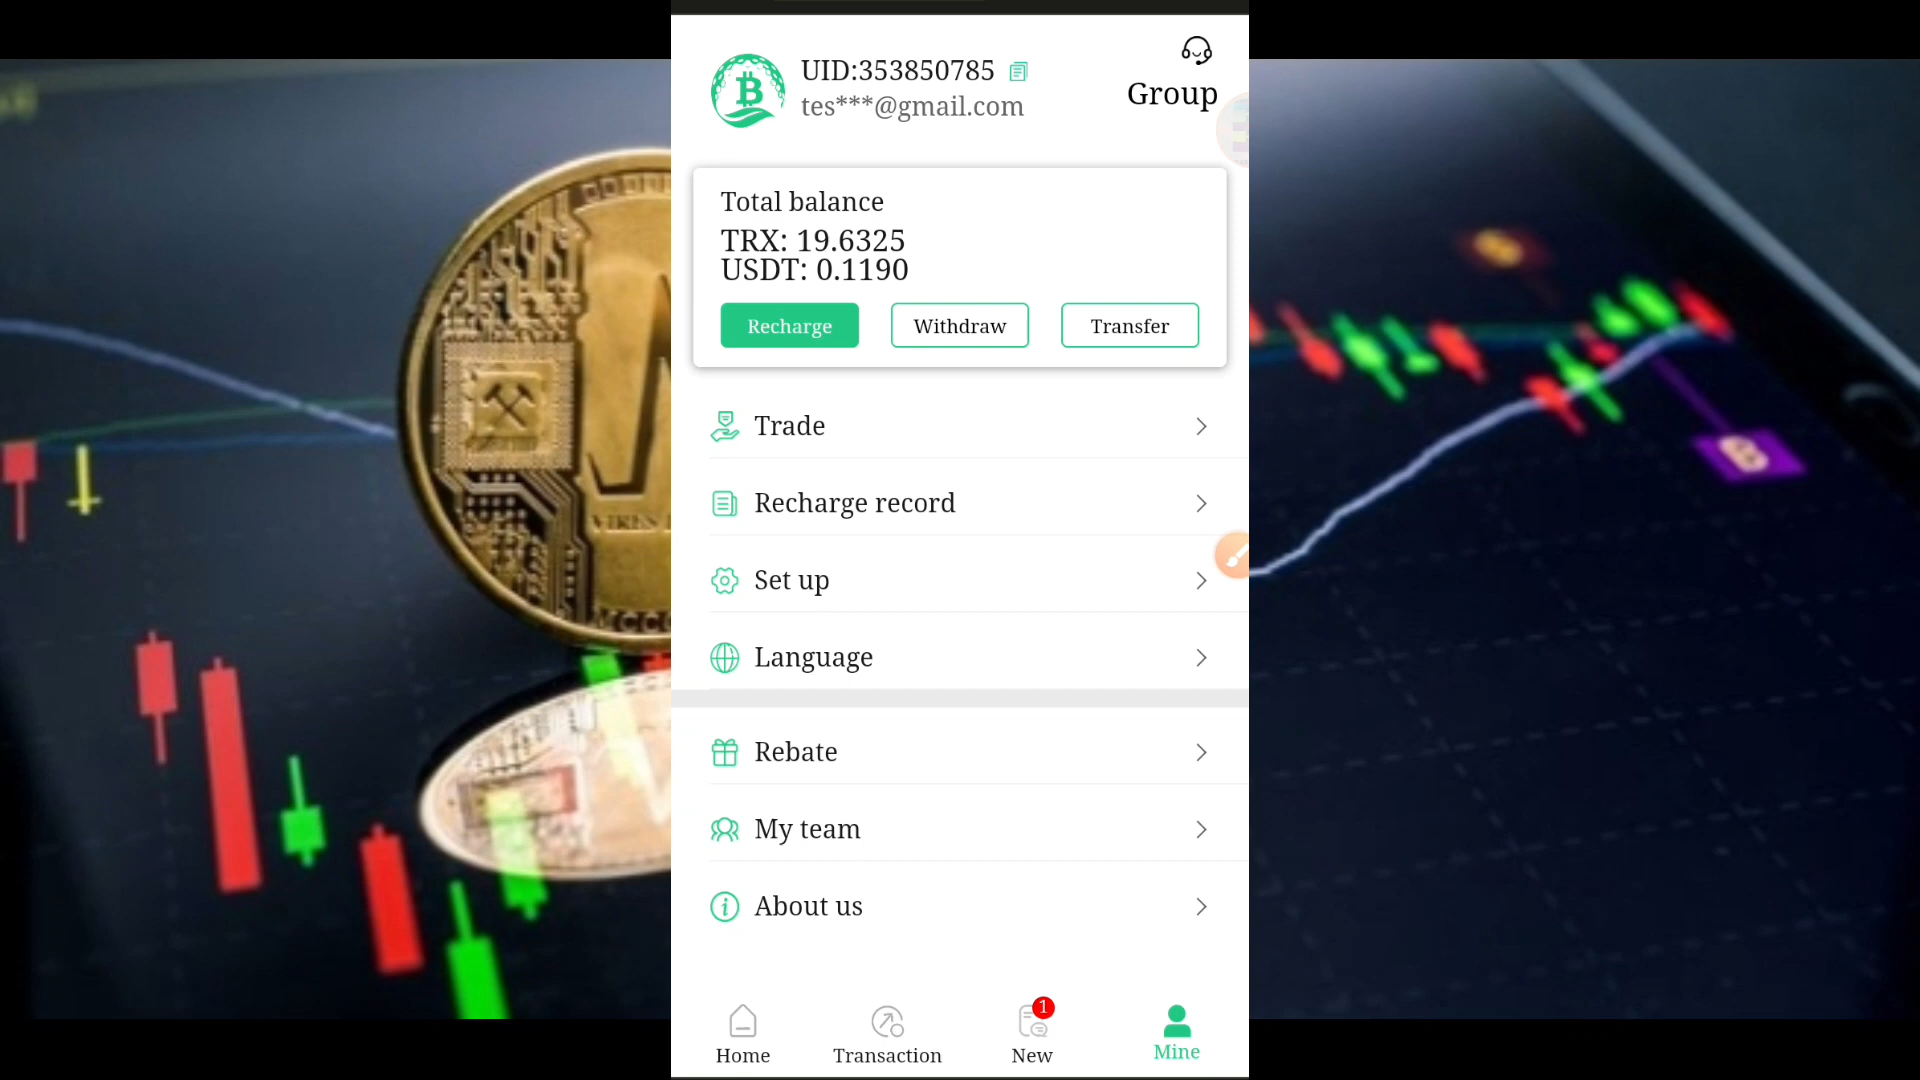 UID:353850785
tes***@gmail.com
Group
Total balance
TRX: 19.6325
USDT: 0.1190
Recharge
Withdraw
Transfer
Trade
Recharge record
Set up
Language
Rebate
My team
About us
1
Home
Transaction
New
Mine